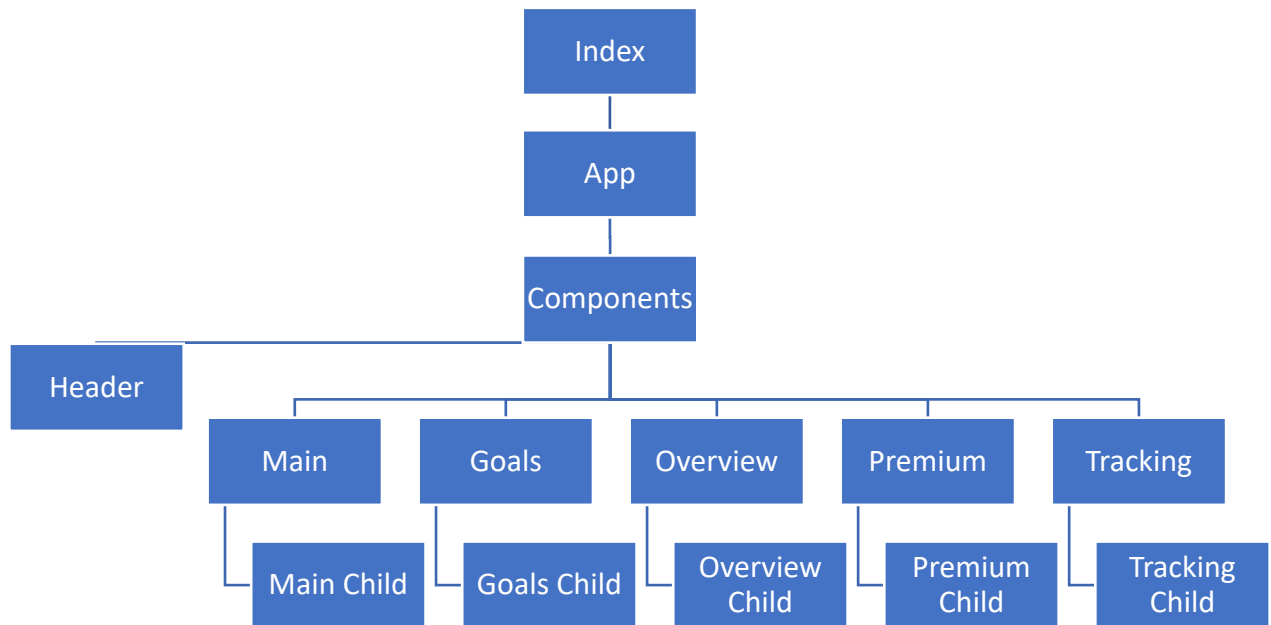 Index
App
Components
Header
Main
Goals
Overview
Premium
Tracking
Main Child
Goals Child
Overview
Child
Premium
Child
Tracking
Child